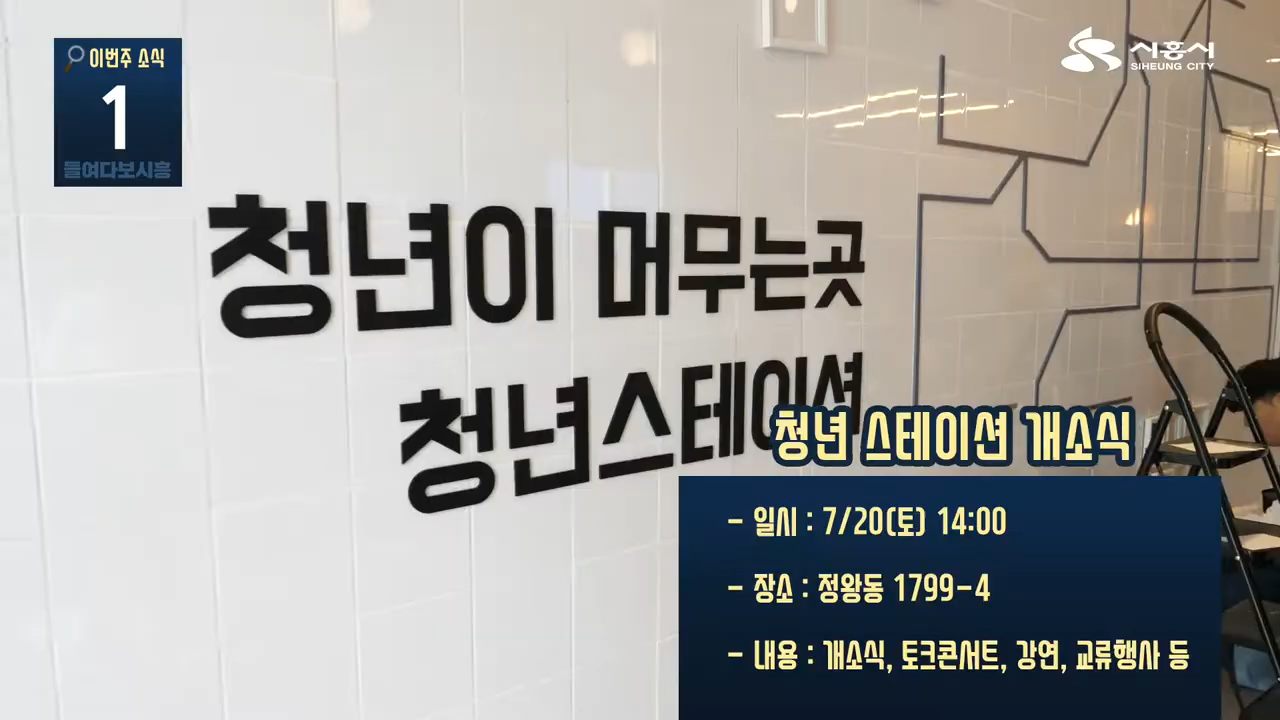 이번주 소식
1
들여다보시흥
시흥시
SIHEUNG CITY
청년이 머무는곳
청년스테이션
청년 스테이션 개소식
- 일시 : 7/20(토) 14:00
- 장소 : 정왕동 1799-4
- 내용 : 개소식, 토크콘서트, 강연, 교류행사 등